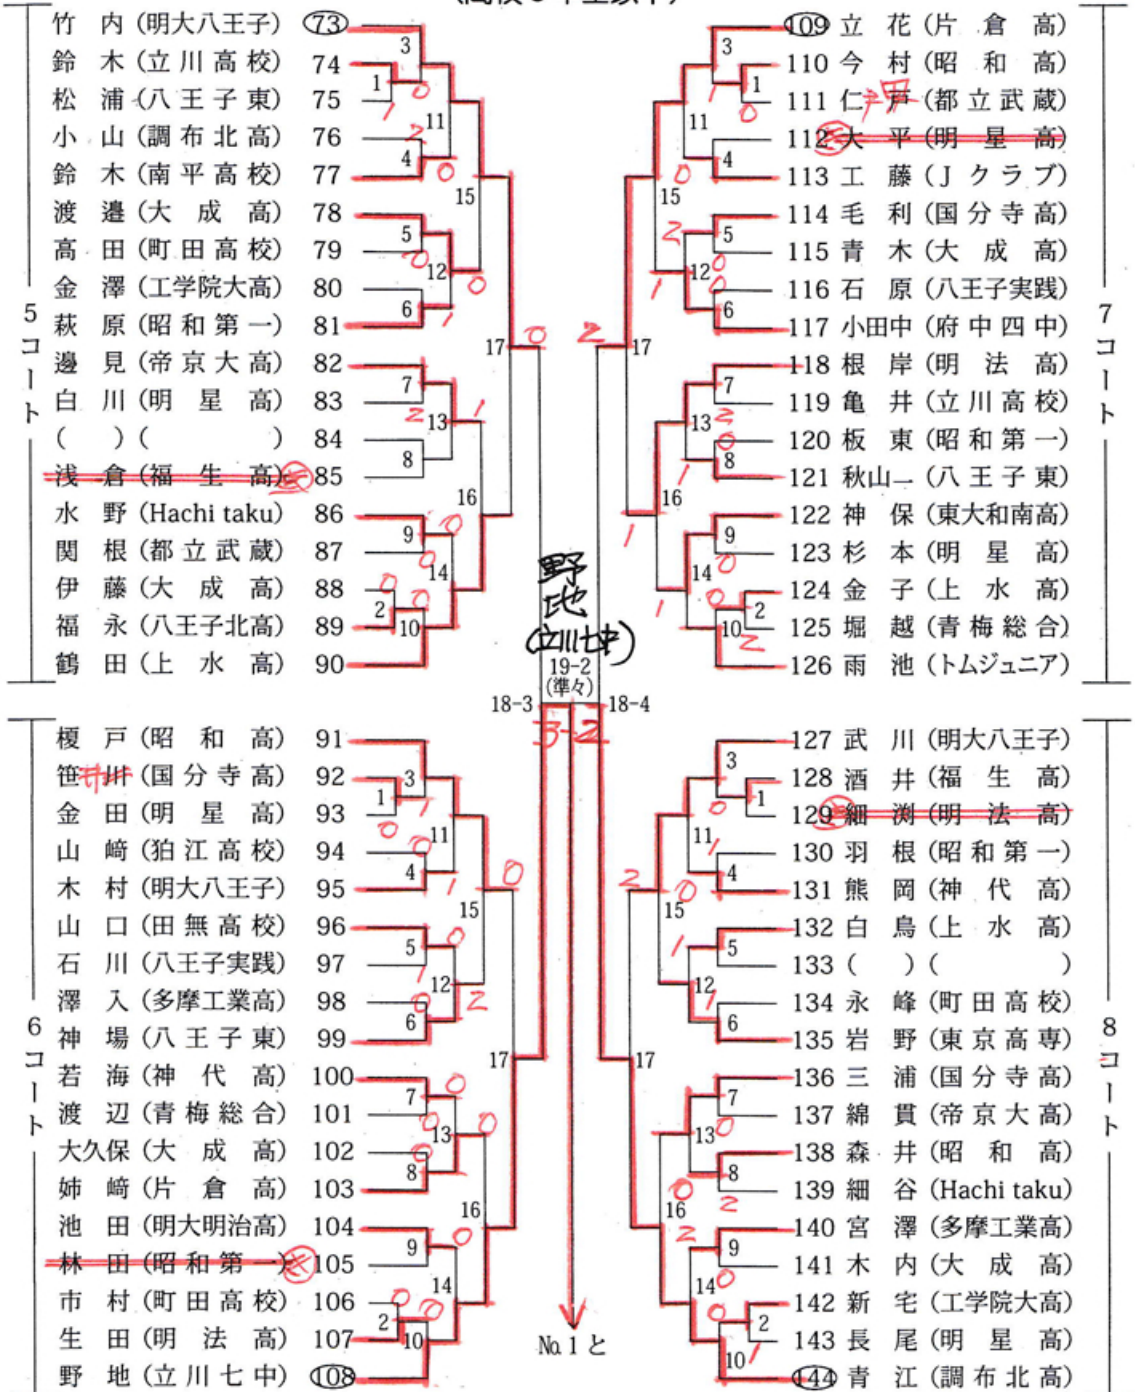 (高校3年生以下)
5コート
竹 内 (明大八王子) 73
鈴 木 (立川高校) 74
松 浦 (八王子東) 75
小 山 (調布北高) 76
鈴 木 (南平高校) 77
渡 邉 (大 成 高) 78
高 田 (町田高校) 79
金 澤 (工学院大高) 80
萩 原 (昭和第一) 81
邊 見 (帝京大高) 82
白 川 (明 星 高) 83
(  ) (   ) 84
浅 倉 (福 生 高) 85
水 野 (Hachi taku) 86
関 根 (都立武蔵) 87
伊 藤 (大 成 高) 88
福 永 (八王子北高) 89
鶴 田 (上 水 高) 90
6コート
榎 戸 (昭 和 高) 91
笹 川 (国分寺高) 92
金 田 (明 星 高) 93
山 﨑 (狛江高校) 94
木 村 (明大八王子) 95
山 口 (田無高校) 96
石 川 (八王子実践) 97
澤 入 (多摩工業高) 98
神 場 (八王子東) 99
若 海 (神 代 高) 100
渡 辺 (青梅総合) 101
大久保 (大 成 高) 102
姉 﨑 (片 倉 高) 103
池 田 (明大明治高) 104
林 田 (昭和第一) 105
市 村 (町田高校) 106
生 田 (明 法 高) 107
野 地 (立川七中) 108
野地
(立川七中)
19-2
(準々)
18-3
18-4
3-2
No.1と
7コート
109 立 花 (片 倉 高)
110 今 村 (昭 和 高)
111 仁 戸 田 (都立武蔵)
112 大 平 (明 星 高)
113 工 藤 (Jクラブ)
114 毛 利 (国分寺高)
115 青 木 (大 成 高)
116 石 原 (八王子実践)
117 小田中 (府中四中)
118 根 岸 (明 法 高)
119 亀 井 (立川高校)
120 板 東 (昭和第一)
121 秋山一 (八王子東)
122 神 保 (東大和南高)
123 杉 本 (明 星 高)
124 金 子 (上 水 高)
125 堀 越 (青梅総合)
126 雨 池 (トムジュニア)
8コート
127 武 川 (明大八王子)
128 酒 井 (福 生 高)
129 細 渕 (明 法 高)
130 羽 根 (昭和第一)
131 熊 岡 (神 代 高)
132 白 鳥 (上 水 高)
133 (  ) (   )
134 永 峰 (町田高校)
135 岩 野 (東京高専)
136 三 浦 (国分寺高)
137 綿 貫 (帝京大高)
138 森 井 (昭 和 高)
139 細 谷 (Hachi taku)
140 宮 澤 (多摩工業高)
141 木 内 (大 成 高)
142 新 宅 (工学院大高)
143 長 尾 (明 星 高)
144 青 江 (調布北高)